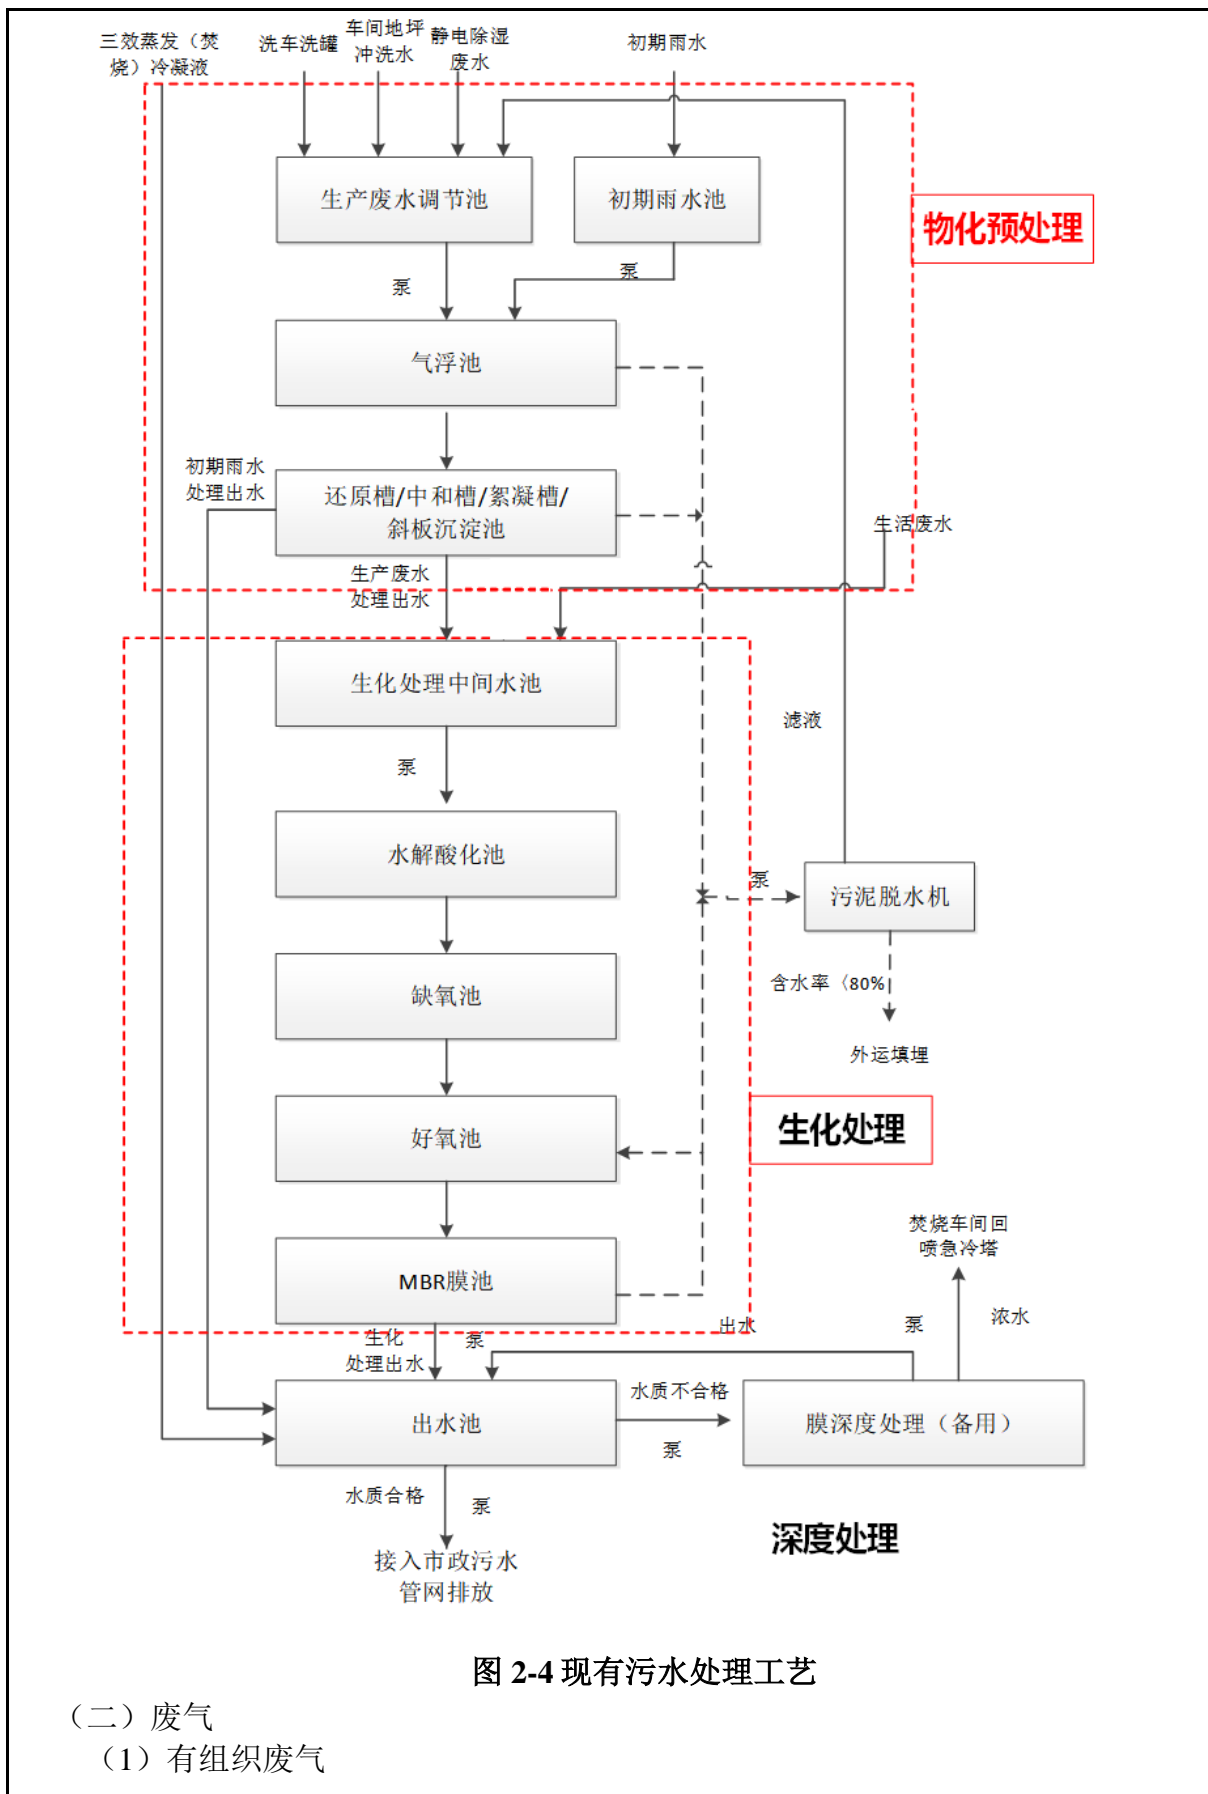 三效蒸发（焚
烧）冷凝液
洗车洗罐
车间地坪
冲洗水
静电除湿
废水
初期雨水
生产废水调节池
初期雨水池
物化预处理
泵
泵
气浮池
初期雨水
处理出水
还原槽/中和槽/絮凝槽/
斜板沉淀池
生活废水
生产废水
处理出水
生化处理中间水池
滤液
泵
水解酸化池
泵
污泥脱水机
缺氧池
含水率〈80%
外运填埋
好氧池
生化处理
焚烧车间回
喷急冷塔
MBR膜池
生化
处理出水
泵
出水
泵
浓水
出水池
水质不合格
泵
膜深度处理（备用）
水质合格
泵
深度处理
接入市政污水
管网排放
图 2-4 现有污水处理工艺
（二）废气
（1）有组织废气